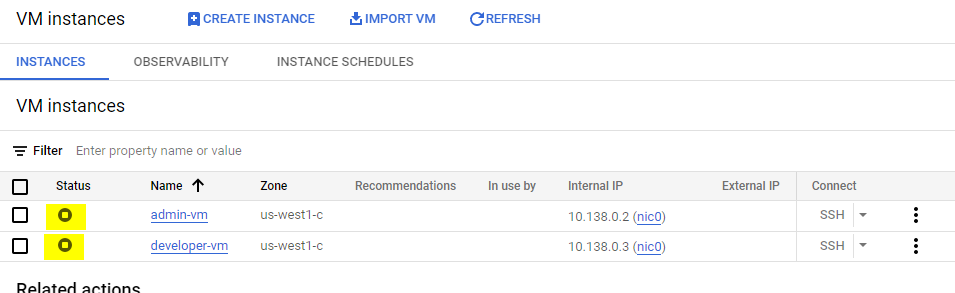 VM instances CREATE INSTANCE IMPORT VM REFRESH
INSTANCES OBSERVABILITY INSTANCE SCHEDULES
VM instances
Filter Enter property name or value
Status Name Zone Recommendations In use by Internal IP External IP Connect
admin-vm us-west1-c 10.138.0.2 (nic0) SSH
developer-vm us-west1-c 10.138.0.3 (nic0) SSH
Related actions